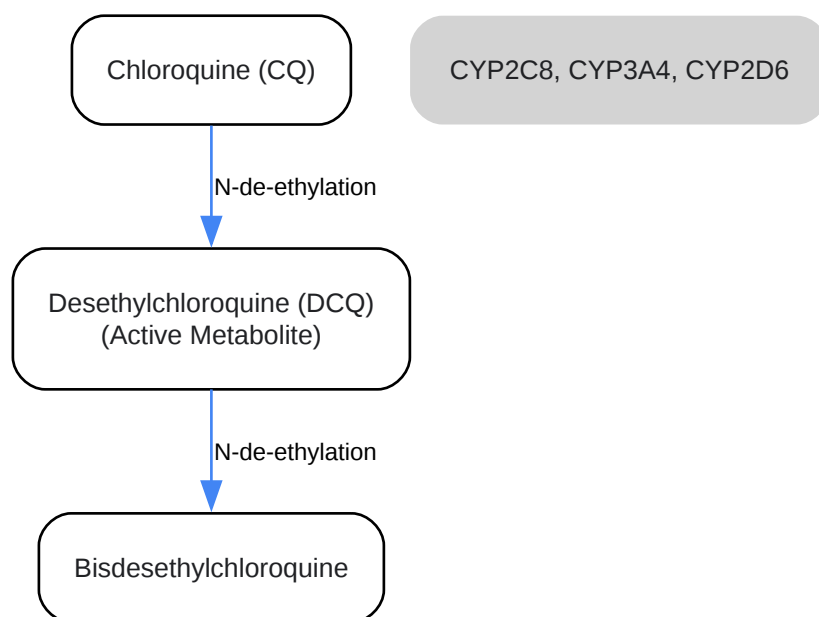 Chloroquine (CQ)
CYP2C8, CYP3A4, CYP2D6
N-de-ethylation
Desethylchloroquine (DCQ)
(Active Metabolite)
N-de-ethylation
Bisdesethylchloroquine